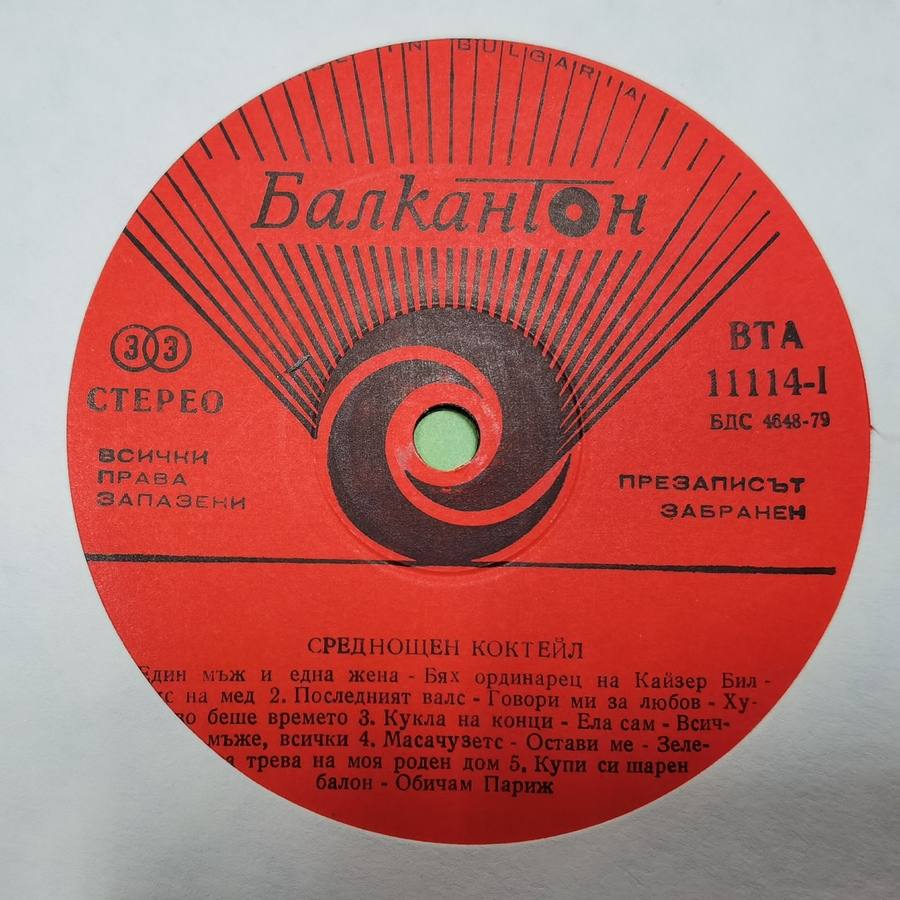 IN BULGARIA
Балкантон
33
СТЕРЕО
ВСИЧКИ
ПРАВА
ЗАПАЗЕНИ
ВТА
11114-I
БДС 4648-79
ПРЕЗАПИСЪТ
ЗАБРАНЕН
СРЕДНОЩЕН КОКТЕЙЛ
Един мъж и една жена - Бях ординарец на Кайзер Бил-
на мед 2. Последният валс - Говори ми за любов - Ху-
беше времето 3. Кукла на конци - Ела сам - Всич-
мъже, всички 4. Масачузетс - Остави ме - Зеле-
трева на моя роден дом 5. Купи си шарен
балон - Обичам Париж